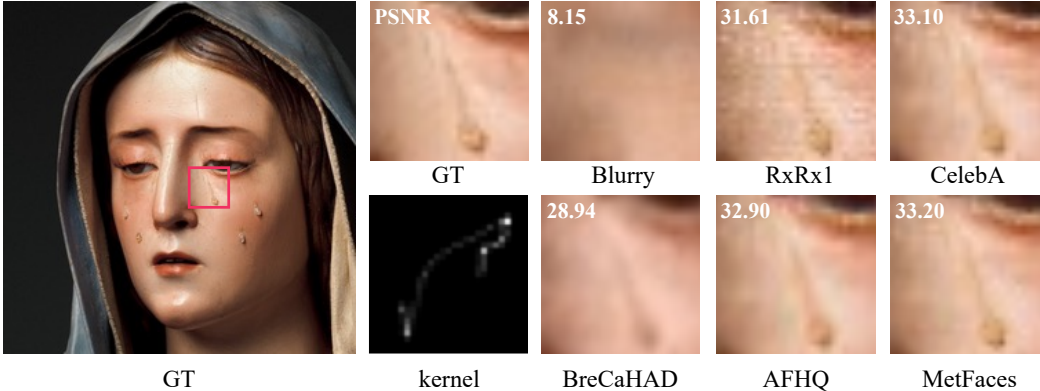 PSNR 8.15 31.61 33.10
GT Blurry RxRx1 CelebA
28.94 32.90 33.20
GT kernel BreCaHAD AFHQ MetFaces